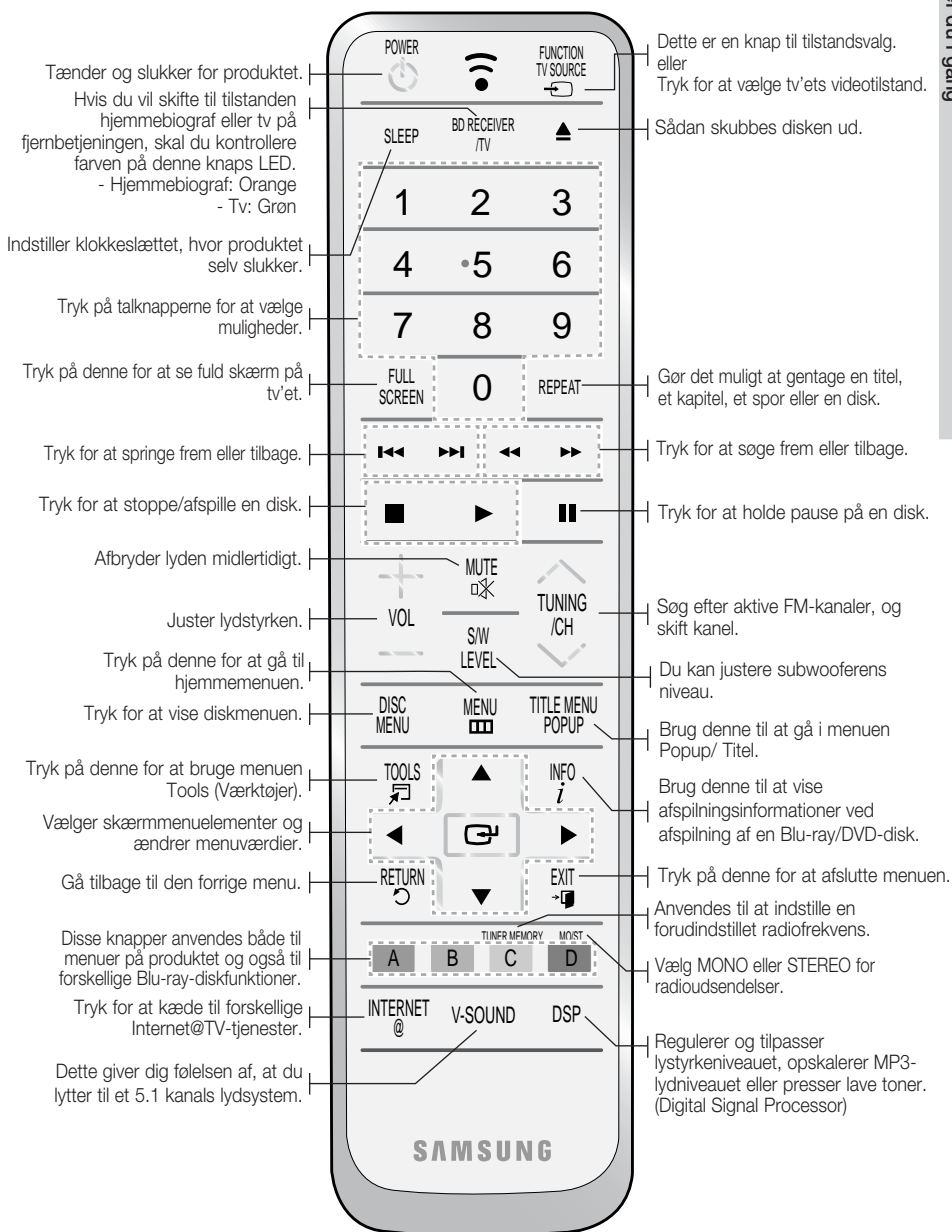 POWER
FUNCTION
TV SOURCE
Tænder og slukker for produktet.
Dette er en knap til tilstandsvalg.
eller
Tryk for at vælge tv'ets videotilstand.
Hvis du vil skifte til tilstanden
hjemmebiograf eller tv på
fjernbetjeningen, skal du kontrollere
farven på denne knaps LED.
- Hjemmebiograf: Orange
- Tv: Grøn
SLEEP
BD RECEIVER
/TV
Sådan skubbes disken ud.
1 2 3
Indstiller klokkeslættet, hvor produktet
selv slukker.
4 5 6
Tryk på talknapperne for at vælge
muligheder.
7 8 9
Tryk på denne for at se fuld skærm på
tv'et.
FULL
SCREEN
0
REPEAT
Gør det muligt at gentage en titel,
et kapitel, et spor eller en disk.
Tryk for at springe frem eller tilbage.
Tryk for at søge frem eller tilbage.
Tryk for at stoppe/afspille en disk.
Tryk for at holde pause på en disk.
Afbryder lyden midlertidigt.
MUTE
Juster lydstyrken.
VOL
TUNING
/CH
Søg efter aktive FM-kanaler, og
skift kanel.
S/W
LEVEL
Du kan justere subwooferens
niveau.
Tryk på denne for at gå til
hjemmemenuen.
Tryk for at vise diskmenuen.
DISC
MENU
MENU
TITLE MENU
POPUP
Brug denne til at gå i menuen
Popup/ Titel.
Tryk på denne for at bruge menuen
Tools (Værktøjer).
TOOLS
INFO
i
Brug denne til at vise
afspilningsinformationer ved
afspilning af en Blu-ray/DVD-disk.
Vælger skærmmenuelementer og
ændrer menuværdier.
Gå tilbage til den forrige menu.
RETURN
EXIT
Tryk på denne for at afslutte menuen.
Anvendes til at indstille en
forudindstillet radiofrekvens.
Disse knapper anvendes både til
menuer på produktet og også til
forskellige Blu-ray-diskfunktioner.
TUNER MEMORY MO/ST
A B C D
Vælg MONO eller STEREO for
radioudsendelser.
Tryk for at kæde til forskellige
Internet@TV-tjenester.
INTERNET
@
V-SOUND
DSP
Dette giver dig følelsen af, at du
lytter til et 5.1 kanals lydsystem.
Regulerer og tilpasser
lystyrkeniveauet, opskalerer MP3-
lydniveauet eller presser lave toner.
(Digital Signal Processor)
SAMSUNG